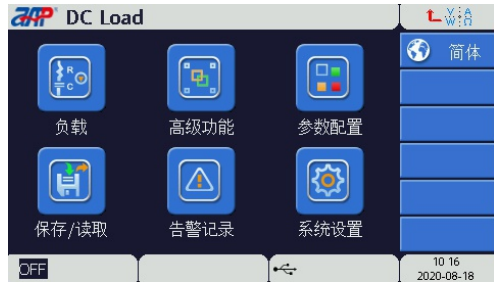 ZAP DC Load
V A
W Ω
简体
负载 高级功能 参数配置
R
C
保存/读取 告警记录 系统设置
OFF
10 16
2020-08-18